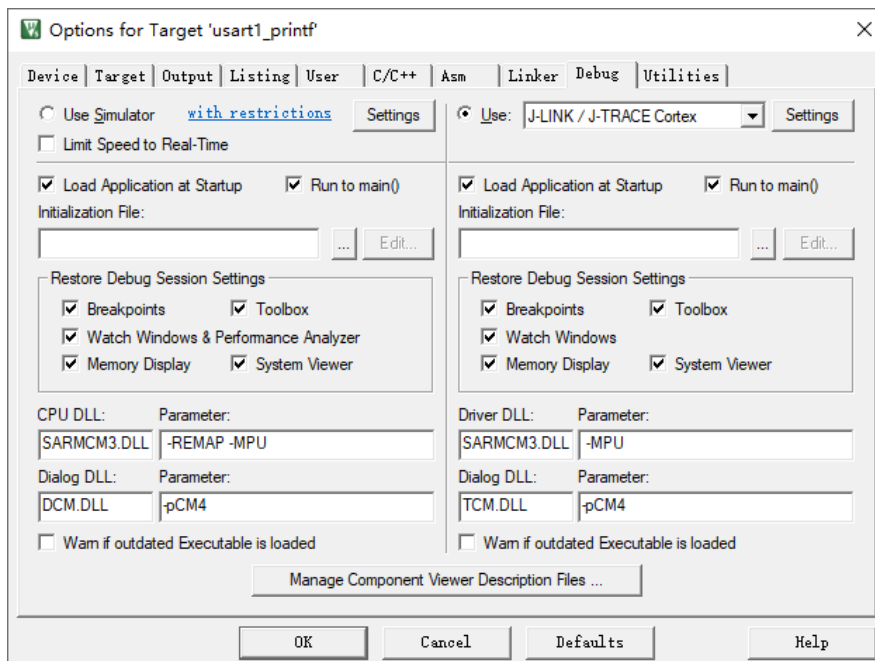 Options for Target 'usart1_printf'
Device Target Output Listing User C/C++ Asm Linker Debug Utilities
Use Simulator with restrictions Settings
Limit Speed to Real-Time
Use: J-LINK / J-TRACE Cortex Settings
Load Application at Startup Run to main()
Initialization File:
... Edit...
Restore Debug Session Settings
Breakpoints Toolbox
Watch Windows & Performance Analyzer
Memory Display System Viewer
CPU DLL: Parameter:
SARMCM3.DLL -REMAP -MPU
Dialog DLL: Parameter:
DCM.DLL -pCM4
Warn if outdated Executable is loaded
Load Application at Startup Run to main()
Initialization File:
... Edit...
Restore Debug Session Settings
Breakpoints Toolbox
Watch Windows
Memory Display System Viewer
Driver DLL: Parameter:
SARMCM3.DLL -MPU
Dialog DLL: Parameter:
TCM.DLL -pCM4
Warn if outdated Executable is loaded
Manage Component Viewer Description Files ...
OK Cancel Defaults Help